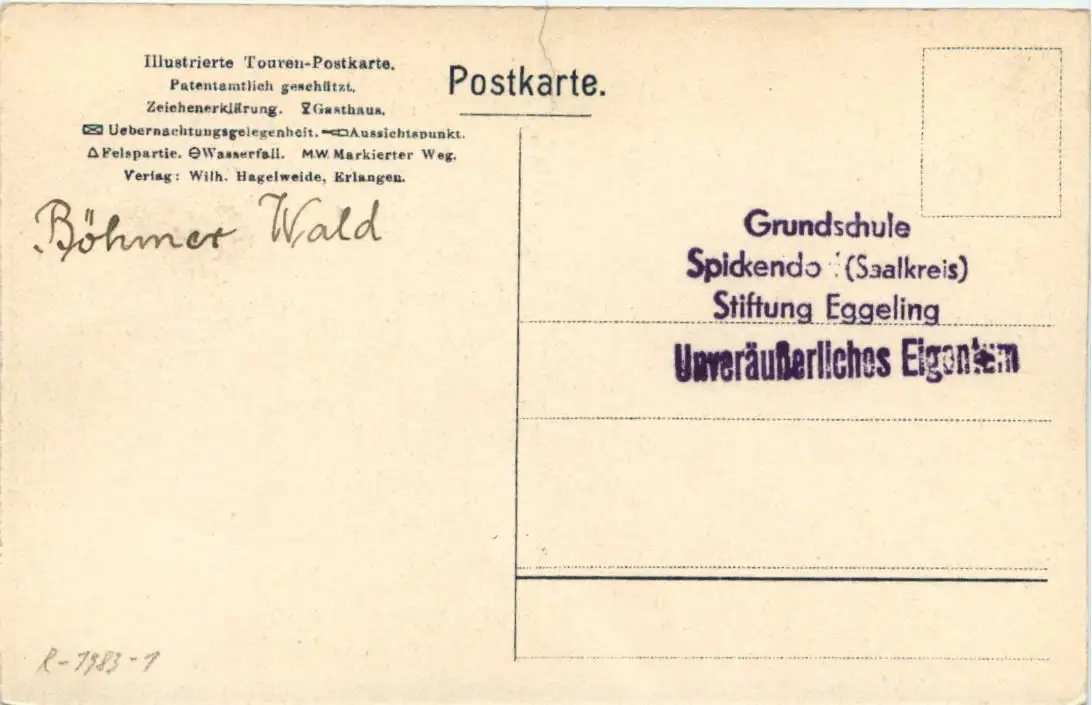 Illustrierte Touren-Postkarte.
Patentamtlich geschützt.
Zeichenerklärung. Gasthaus.
Uebernachtungsgelegenheit. Aussichtspunkt.
Felspartie. Wasserfall. M.W. Markierter Weg.
Verlag: Wilh. Hagelweide, Erlangen.
Postkarte.
Böhmer Wald
Grundschule
(Saalkreis)
Stiftung Eggeling
Unveräußerliches Eigentum
R-1983-1